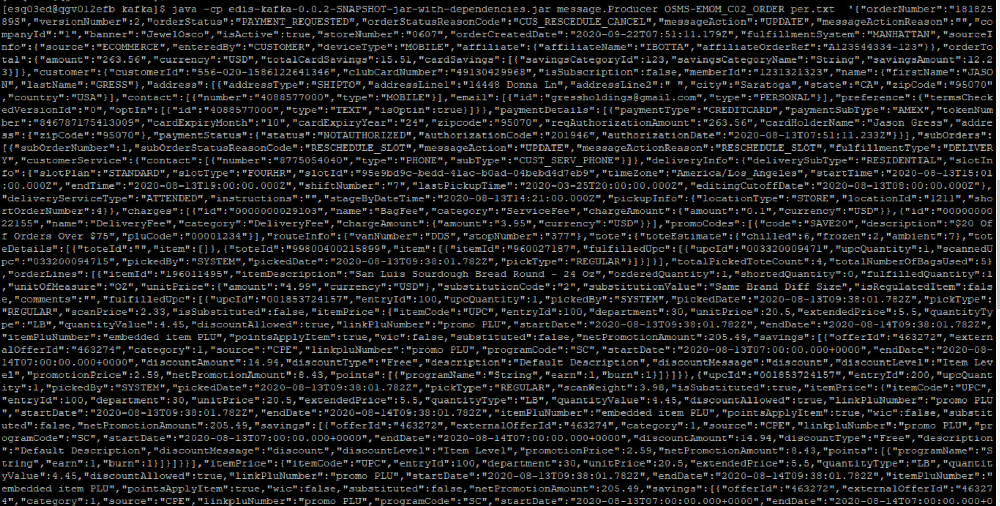 [esq03ed@qgv012efb kafka]$ java -cp edis-kafka-0.0.2-SNAPSHOT-jar-with-dependencies.jar message.Producer OSMS-EMOM_C02_ORDER per.txt  '{"orderNumber":"181825
89S","versionNumber":2,"orderStatus":"PAYMENT_REQUESTED","orderStatusReasonCode":"CUS_RESCEDULE_CANCEL","messageAction":"UPDATE","messageActionReason":"","co
mpanyId":"1","banner":"JewelOsco","isActive":true,"storeNumber":"0607","orderCreatedDate":"2020-09-22T07:51:11.179Z","fulfillmentSystem":"MANHATTAN","sourceI
nfo":{"source":"ECOMMERCE","enteredBy":"CUSTOMER","deviceType":"MOBILE","affiliate":{"affiliateName":"IBOTTA","affiliateOrderRef":"A123544334-123"}},"orderTo
tal":{"amount":"263.56","currency":"USD","totalCardSavings":15.51,"cardSavings":[{"savingsCategoryId":123,"savingsCategoryName":"String","savingsAmount":12.2
3}]},"customer":{"customerId":"556-020-1586122641346","clubCardNumber":"49130429968","isSubscription":false,"memberId":"1231321323","name":{"firstName":"JASO
N","lastName":"GRESS"},"address":[{"addressType":"SHIPTO","addressLine1":"14448 Donna Ln","addressLine2":" ","city":"Saratoga","state":"CA","zipCode":"95070"
,"country":"USA"}],"contact":[{"number":"4088577000","type":"MOBILE"}],"email":[{"id":"gressholdings@gmail.com","type":"PERSONAL"}],"preference":{"termsCheck
edVersionId":"0","optIn":[{"id":"4088577000","type":"TEXT","isOptin":true}]}},"paymentDetails":[{"paymentType":"CREDITCARD","paymentSubType":"AMEX","tokenNum
ber":"846787175413009","cardExpiryMonth":"10","cardExpiryYear":"24","zipcode":"95070","reqAuthorizationAmount":"263.56","cardHolderName":"Jason Gress","addre
ss":{"zipCode":"95070"},"paymentStatus":{"status":"NOTAUTHORIZED","authorizationCode":"201946","authorizationDate":"2020-08-13T07:51:11.233Z"}}],"subOrders":
[{"subOrderNumber":1,"subOrderStatusReasonCode":"RESCHEDULE_SLOT","messageAction":"UPDATE","messageActionReason":"RESCHEDULE_SLOT","fulfillmentType":"DELIVER
Y","customerService":{"contact":[{"number":"8775054040","type":"PHONE","subType":"CUST_SERV_PHONE"}]},"deliveryInfo":{"deliverySubType":"RESIDENTIAL","slotIn
fo":{"slotPlan":"STANDARD","slotType":"FOURHR","slotId":"95e9bd9c-bedd-41ac-b0ad-04bebd4d7eb9","timeZone":"America/Los_Angeles","startTime":"2020-08-13T15:01
:00.000Z","endTime":"2020-08-13T19:00:00.000Z","shiftNumber":"7","lastPickupTime":"2020-03-25T20:00:00.000Z","editingCutoffDate":"2020-08-13T08:00:00.000Z"},
"deliveryServiceType":"ATTENDED","instructions":"","stageByDateTime":"2020-08-13T14:21:00.000Z","pickupInfo":{"locationType":"STORE","locationId":"1211","sho
rtOrderNumber":4}},"charges":[{"id":"0000000029103","name":"BagFee","category":"ServiceFee","chargeAmount":{"amount":"0.1","currency":"USD"}},{"id":"00000000
22155","name":"DeliveryFee","category":"DeliveryFee","chargeAmount":{"amount":"3.95","currency":"USD"}}],"promoCodes":[{"code":"SAVE20","description":"$20 Of
f Orders Over $75","pluCode":"00001234"}],"routeInfo":{"vanNumber":"DDS","stopNumber":"377"},"tote":{"toteEstimate":{"chilled":6,"frozen":2,"ambient":7},"tot
eDetails":[{"toteId":"","item":[]},{"toteId":"99800400215899","item":[{"itemId":"960027187","fulfilledUpc":[{"upcId":"003320009471","upcQuantity":1,"scannedU
pc":"033200094715","pickedBy":"SYSTEM","pickedDate":"2020-08-13T09:38:01.782Z","pickType":"REGULAR"}]}]}],"totalPickedToteCount":4,"totalNumberOfBagsUsed":5}
,"orderLines":[{"itemId":"196011495","itemDescription":"San Luis Sourdough Bread Round - 24 Oz","orderedQuantity":1,"shortedQuantity":0,"fulfilledQuantity":1
,"unitOfMeasure":"OZ","unitPrice":{"amount":"4.99","currency":"USD"},"substitutionCode":"2","substitutionValue":"Same Brand Diff Size","isRegulatedItem":fals
e,"comments":"","fulfilledUpc":[{"upcId":"001853724157","entryId":100,"upcQuantity":1,"pickedBy":"SYSTEM","pickedDate":"2020-08-13T09:38:01.782Z","pickType":
"REGULAR","scanPrice":2.33,"isSubstituted":false,"itemPrice":{"itemCode":"UPC","entryId":100,"department":30,"unitPrice":20.5,"extendedPrice":5.5,"quantityTy
pe":"LB","quantityValue":4.45,"discountAllowed":true,"linkPluNumber":"promo PLU","startDate":"2020-08-13T09:38:01.782Z","endDate":"2020-08-14T09:38:01.782Z",
"itemPluNumber":"embedded item PLU","pointsApplyItem":true,"wic":false,"substituted":false,"netPromotionAmount":205.49,"savings":[{"offerId":"463272","extern
alOfferId":"463274","category":1,"source":"CPE","linkpluNumber":"promo PLU","programCode":"SC","startDate":"2020-08-13T07:00:00.000+0000","endDate":"2020-08-
14T07:00:00.000+0000","discountAmount":14.94,"discountType":"Free","description":"Default Description","discountMessage":"discount","discountLevel":"Item Lev
el","promotionPrice":2.59,"netPromotionAmount":8.43,"points":[{"programName":"String","earn":1,"burn":1}]}]}},{"upcId":"001853724157","entryId":200,"upcQuant
ity":1,"pickedBy":"SYSTEM","pickedDate":"2020-08-13T09:38:01.782Z","pickType":"REGULAR","scanWeight":3.98,"isSubstituted":true,"itemPrice":{"itemCode":"UPC",
"entryId":100,"department":30,"unitPrice":20.5,"extendedPrice":5.5,"quantityType":"LB","quantityValue":4.45,"discountAllowed":true,"linkPluNumber":"promo PLU"
,"startDate":"2020-08-13T09:38:01.782Z","endDate":"2020-08-14T09:38:01.782Z","itemPluNumber":"embedded item PLU","pointsApplyItem":true,"wic":false,"substit
uted":false,"netPromotionAmount":205.49,"savings":[{"offerId":"463272","externalOfferId":"463274","category":1,"source":"CPE","linkpluNumber":"promo PLU","pr
ogramCode":"SC","startDate":"2020-08-13T07:00:00.000+0000","endDate":"2020-08-14T07:00:00.000+0000","discountAmount":14.94,"discountType":"Free","description
":"Default Description","discountMessage":"discount","discountLevel":"Item Level","promotionPrice":2.59,"netPromotionAmount":8.43,"points":[{"programName":"S
tring","earn":1,"burn":1}]}]}}],"itemPrice":{"itemCode":"UPC","entryId":100,"department":30,"unitPrice":20.5,"extendedPrice":5.5,"quantityType":"LB","quantit
yValue":4.45,"discountAllowed":true,"linkPluNumber":"promo PLU","startDate":"2020-08-13T09:38:01.782Z","endDate":"2020-08-14T09:38:01.782Z","itemPluNumber":"
embedded item PLU","pointsApplyItem":true,"wic":false,"substituted":false,"netPromotionAmount":205.49,"savings":[{"offerId":"463272","externalOfferId":"46327
4","category":1,"source":"CPE","linkpluNumber":"promo PLU","programCode":"SC","startDate":"2020-08-13T07:00:00.000+0000","endDate":"2020-08-14T07:00:00.000+0